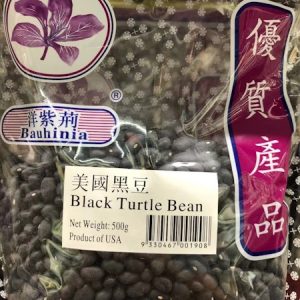 洋紫荊®
Bauhinia
優質產品
美國黑豆
Black Turtle Bean
Net Weight: 500g
Product of USA
9 330467 001908